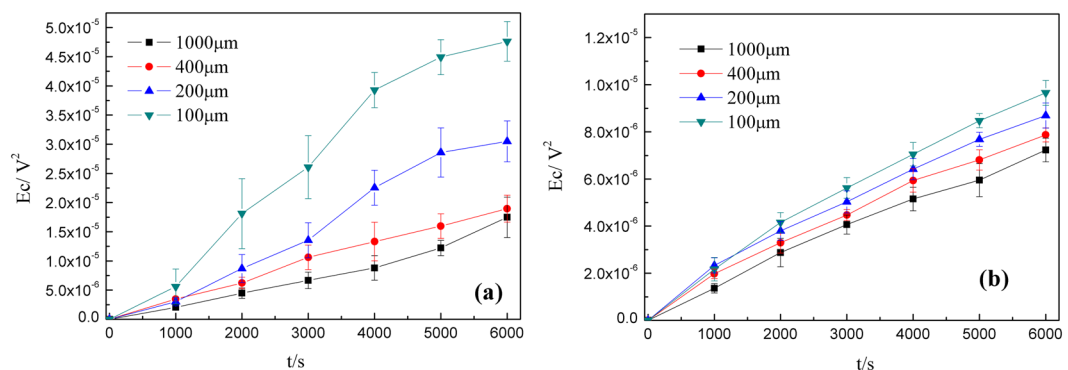 5.0x10⁻⁵
4.5x10⁻⁵
4.0x10⁻⁵
3.5x10⁻⁵
3.0x10⁻⁵
2.5x10⁻⁵
2.0x10⁻⁵
1.5x10⁻⁵
1.0x10⁻⁵
5.0x10⁻⁶
0.0
Ec/ V²
1000μm
400μm
200μm
100μm
(a)
0 1000 2000 3000 4000 5000 6000
t/s
1.2x10⁻⁵
1.0x10⁻⁵
8.0x10⁻⁶
6.0x10⁻⁶
4.0x10⁻⁶
2.0x10⁻⁶
0.0
Ec/ V²
1000μm
400μm
200μm
100μm
(b)
0 1000 2000 3000 4000 5000 6000
t/s